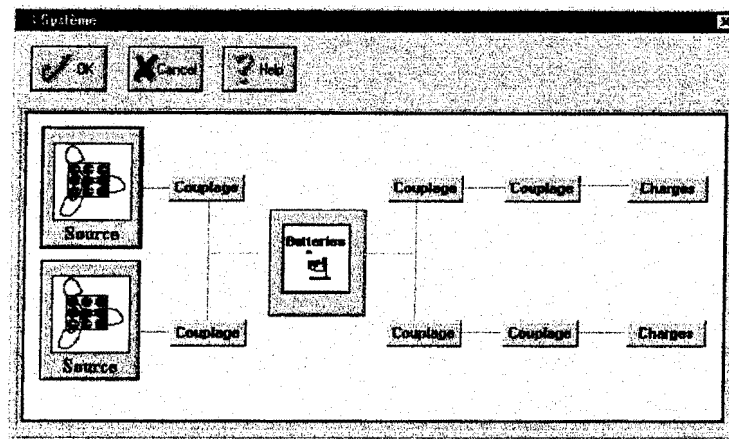 Système
OK Cancel Help
Source
Couplage
Batteries
Couplage Couplage Charges
Source
Couplage
Couplage Couplage Charges